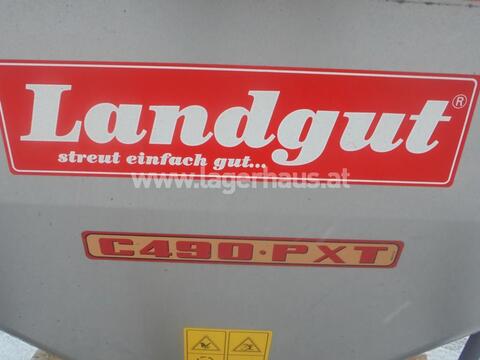 Landgut®
streut einfach gut...
www.lagerhaus.at
C490·PXT